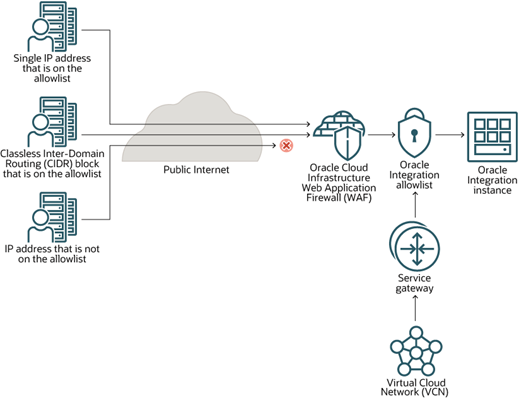 Single IP address
that is on the
allowlist
Classless Inter-Domain
Routing (CIDR) block
that is on the allowlist
IP address that is not
on the allowlist
Public Internet
Oracle Cloud
Infrastructure
Web Application
Firewall (WAF)
Oracle
Integration
allowlist
Oracle
Integration
instance
Service
gateway
Virtual Cloud
Network (VCN)